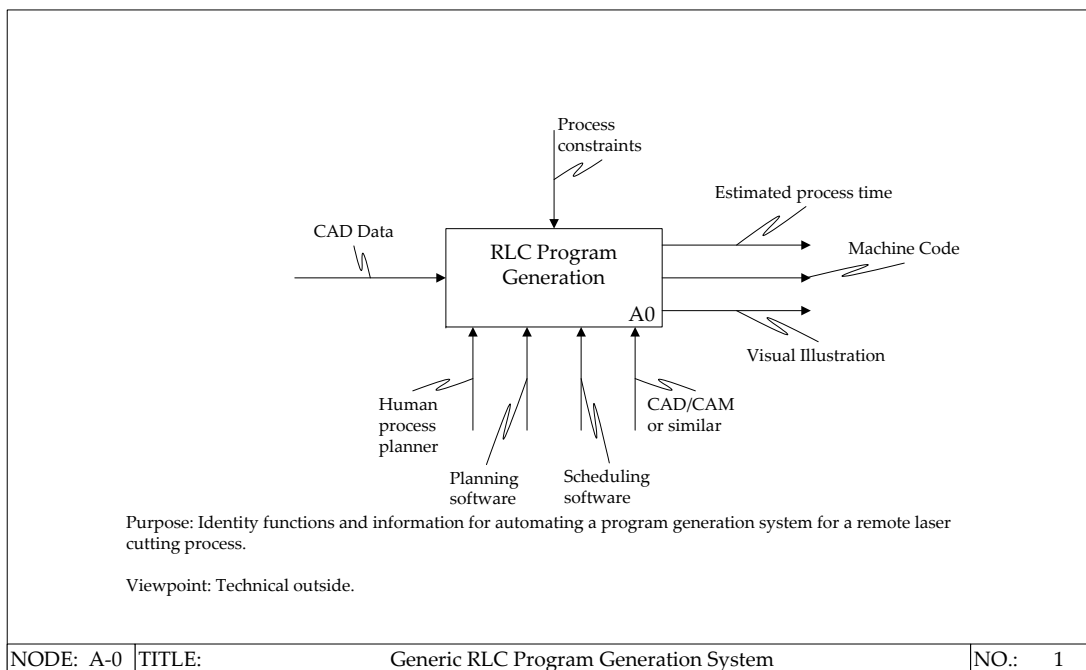 Process
constraints
Estimated process time
CAD Data
Machine Code
RLC Program
Generation
A0
Visual Illustration
Human
process
planner
CAD/CAM
or similar
Planning
software
Scheduling
software
Purpose: Identity functions and information for automating a program generation system for a remote laser
cutting process.
Viewpoint: Technical outside.
NODE: A-0 TITLE: Generic RLC Program Generation System NO.: 1